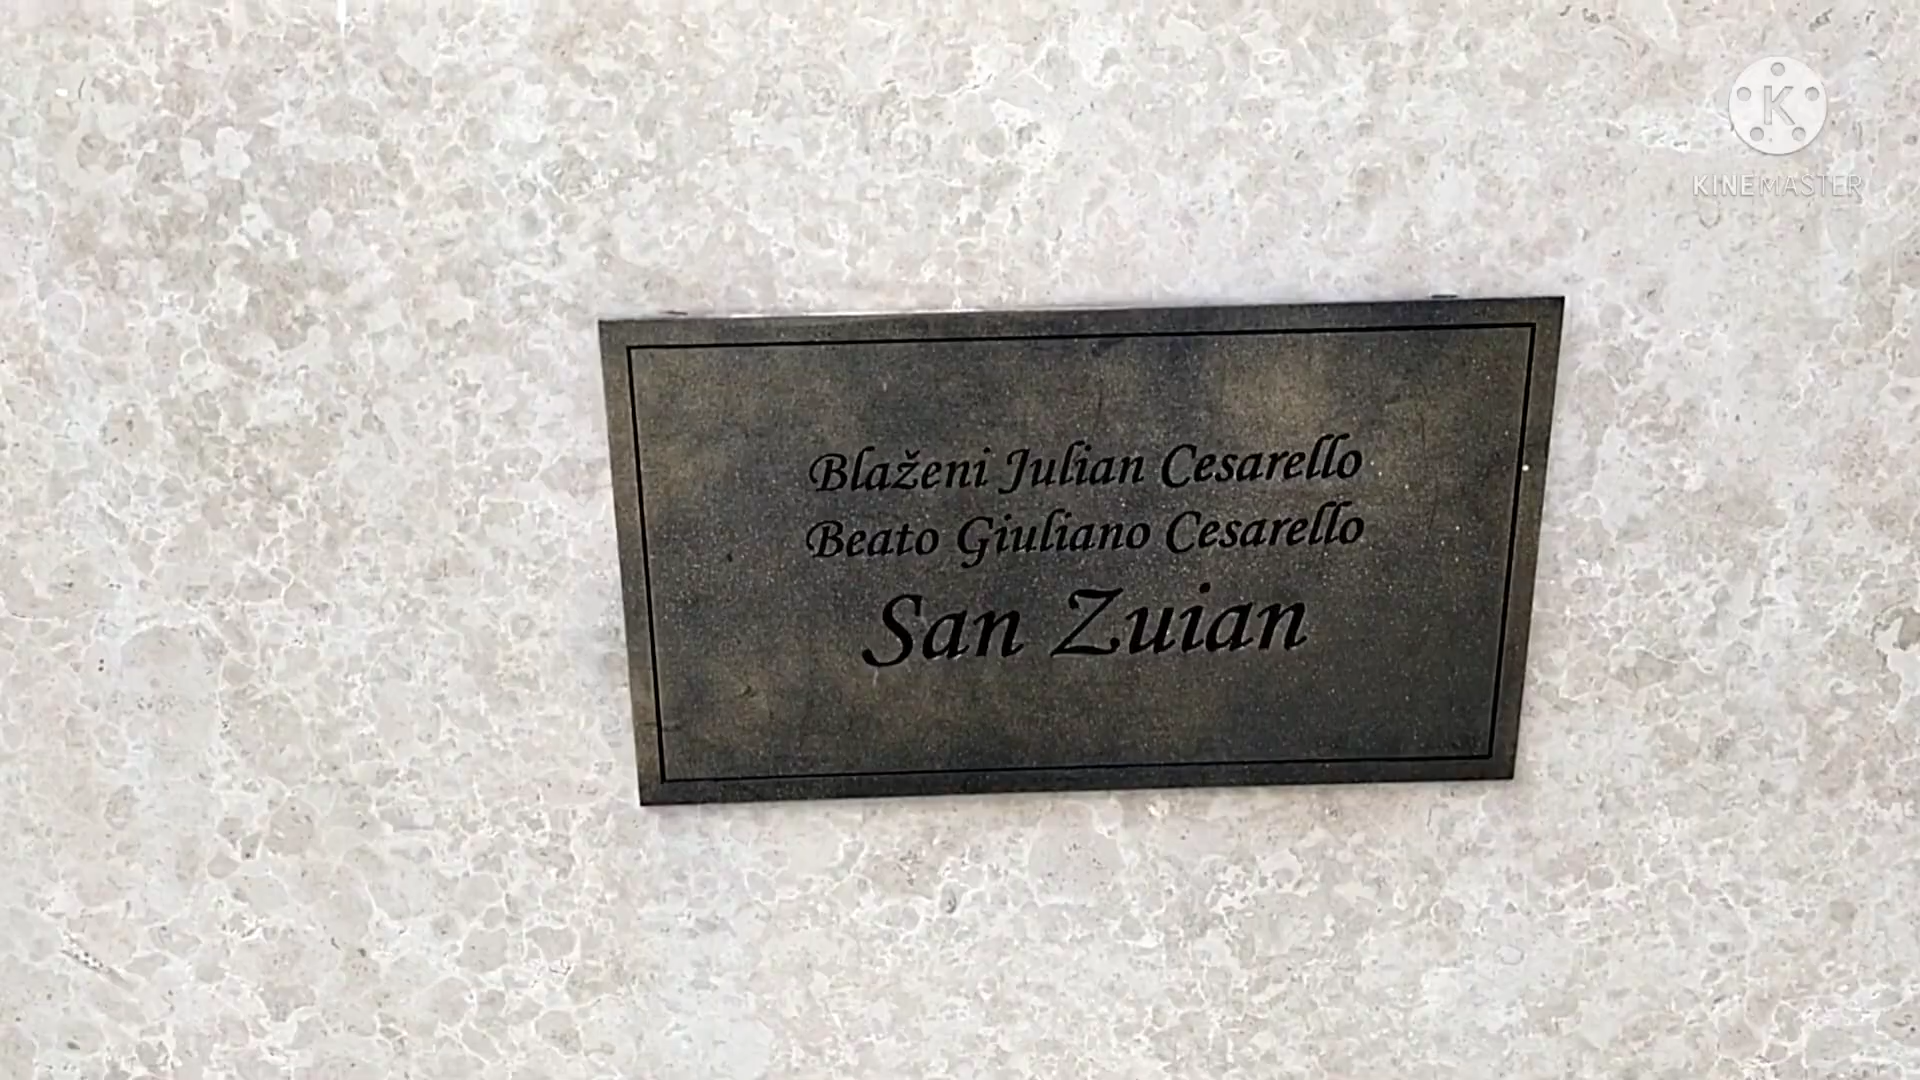 K
KINEMASTER
Blaženi Julian Cesarello
Beato Giuliano Cesarello
San Zuian